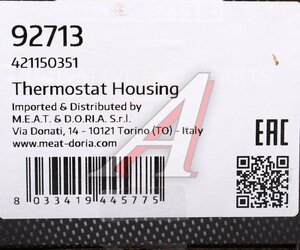 92713
421150351
Thermostat Housing
Imported & Distributed by
M.E.A.T. & D.O.R.I.A. S.r.l.
Via Donati, 14 - 10121 Torino (TO) - Italy
www.meat-doria.com
EAC
8 033419 445775